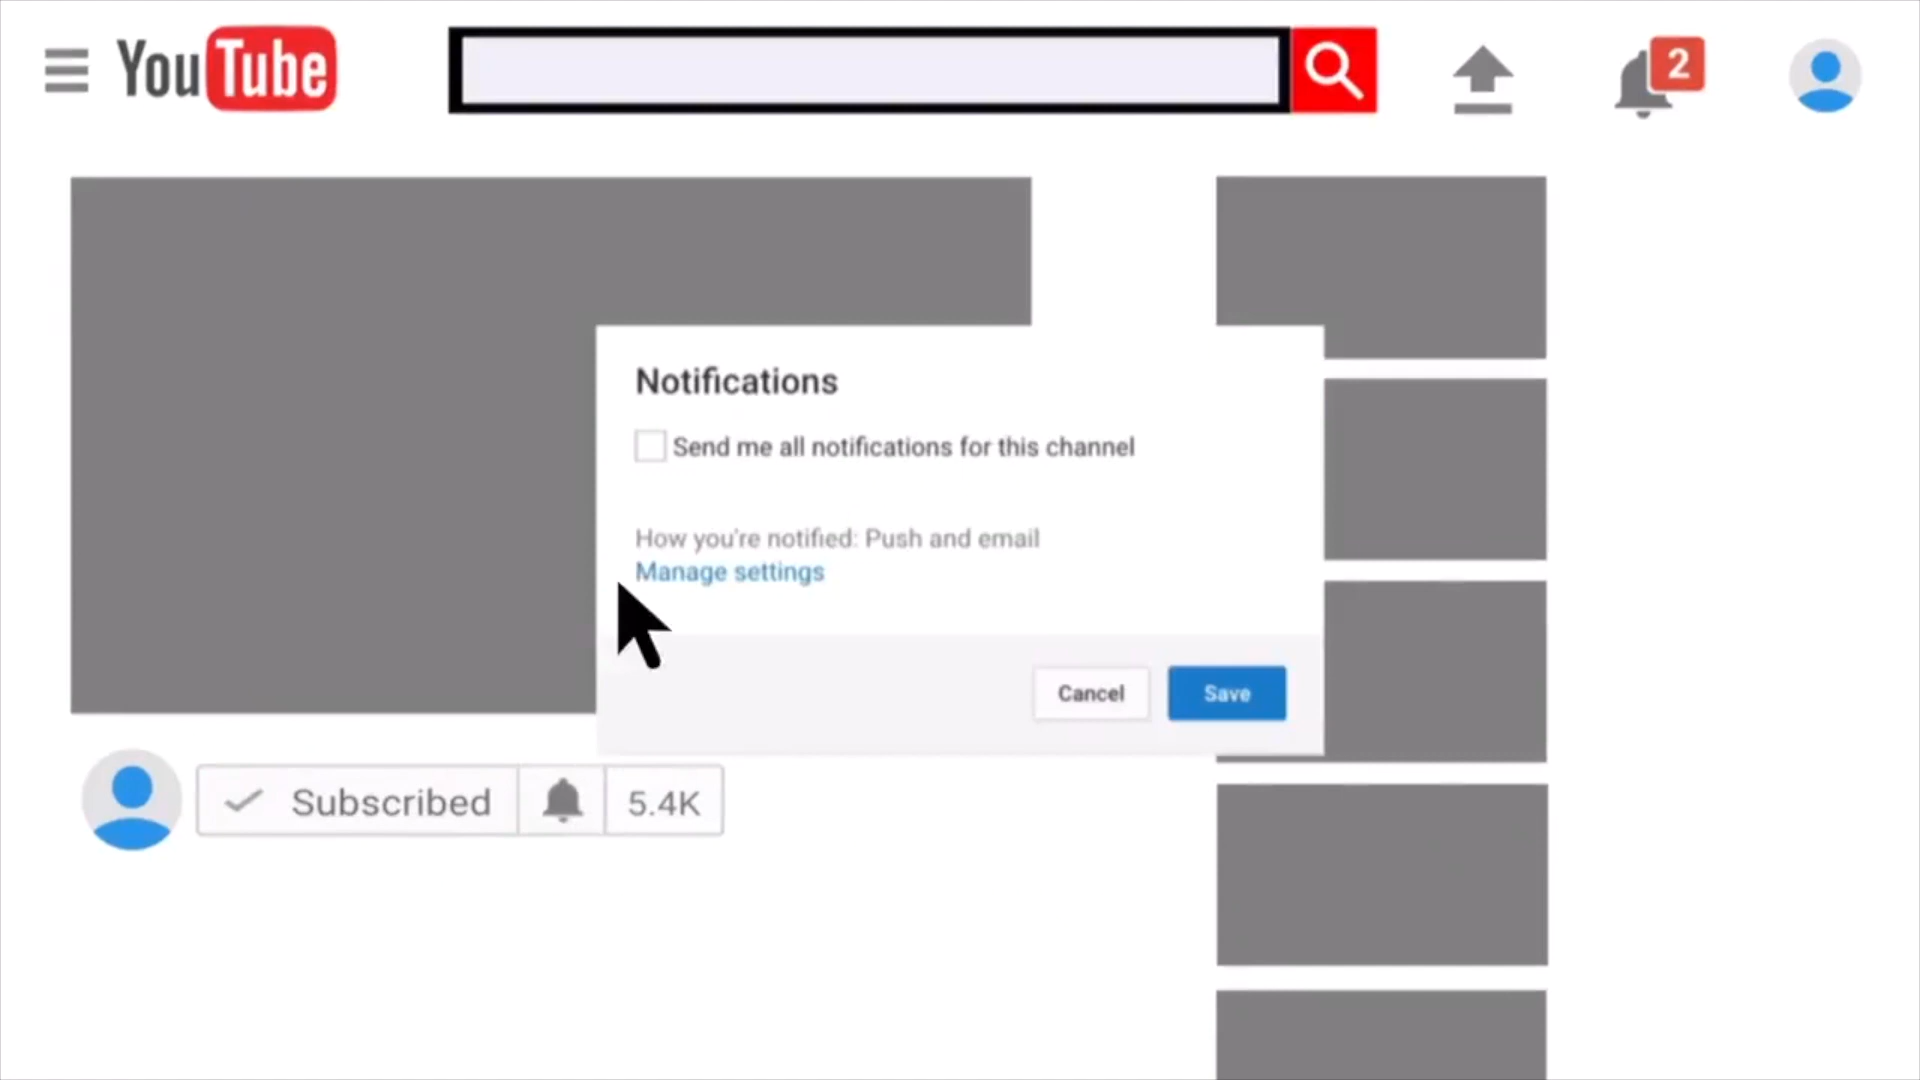 YouTube
2
Notifications
Send me all notifications for this channel
How you're notified: Push and email
Manage settings
Cancel
Save
Subscribed
5.4K